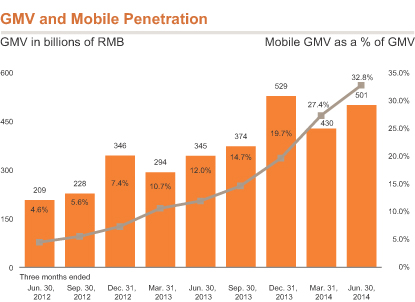 GMV and Mobile Penetration
GMV in billions of RMB
Mobile GMV as a % of GMV
600
450
300
150
0
35.0%
30.0%
25.0%
20.0%
15.0%
10.0%
5.0%
0%
209
228
346
294
345
374
529
430
501
4.6%
5.6%
7.4%
10.7%
12.0%
14.7%
19.7%
27.4%
32.8%
Three months ended
Jun. 30, 2012
Sep. 30, 2012
Dec. 31, 2012
Mar. 31, 2013
Jun. 30, 2013
Sep. 30, 2013
Dec. 31, 2013
Mar. 31, 2014
Jun. 30, 2014